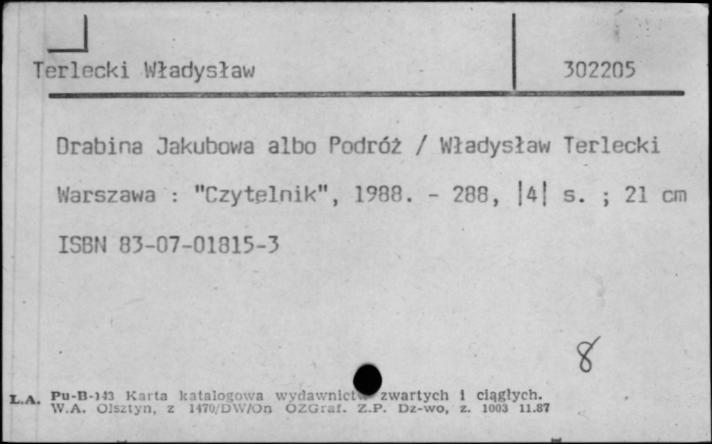 Terlecki Władysław 302205
Drabina Jakubowa albo Podróż / Władysław Terlecki
Warszawa : "Czytelnik", 1988. - 288, |4| s. ; 21 cm
ISBN 83-07-01815-3
8
L.A. Pu-B-143 Karta katalogowa wydawnictw zwartych i ciągłych.
W.A. Olsztyn, z 1470/DW/On OZGraf. Z.P. Dz-wo, z. 1003 11.87